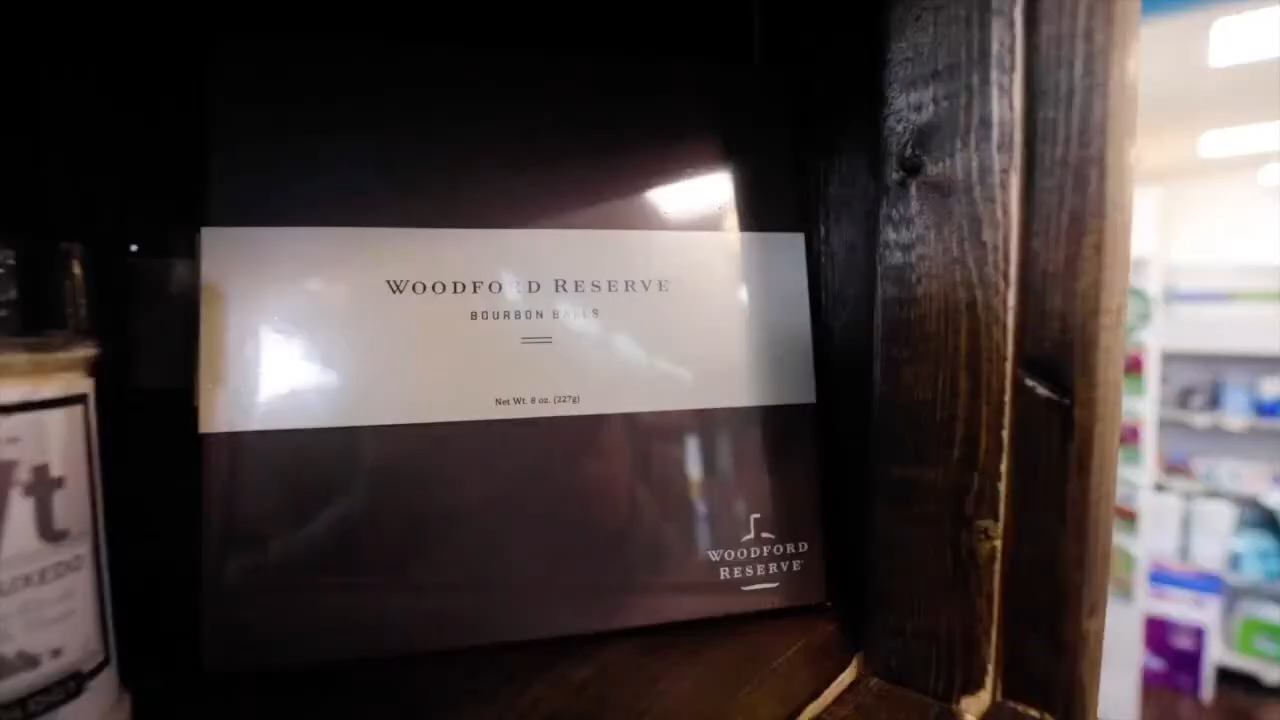 WOODFORD RESERVE
BOURBON BALLS
Net Wt. 8 oz. (227g)
WOODFORD
RESERVE